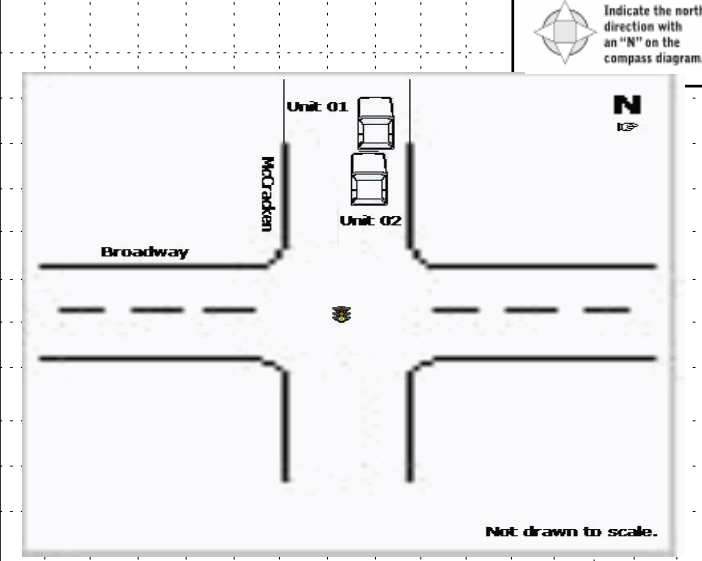 Indicate the north
direction with
an "N" on the
compass diagram.
Unit 01
N
McCracken
Unit 02
Broadway
Not drawn to scale.